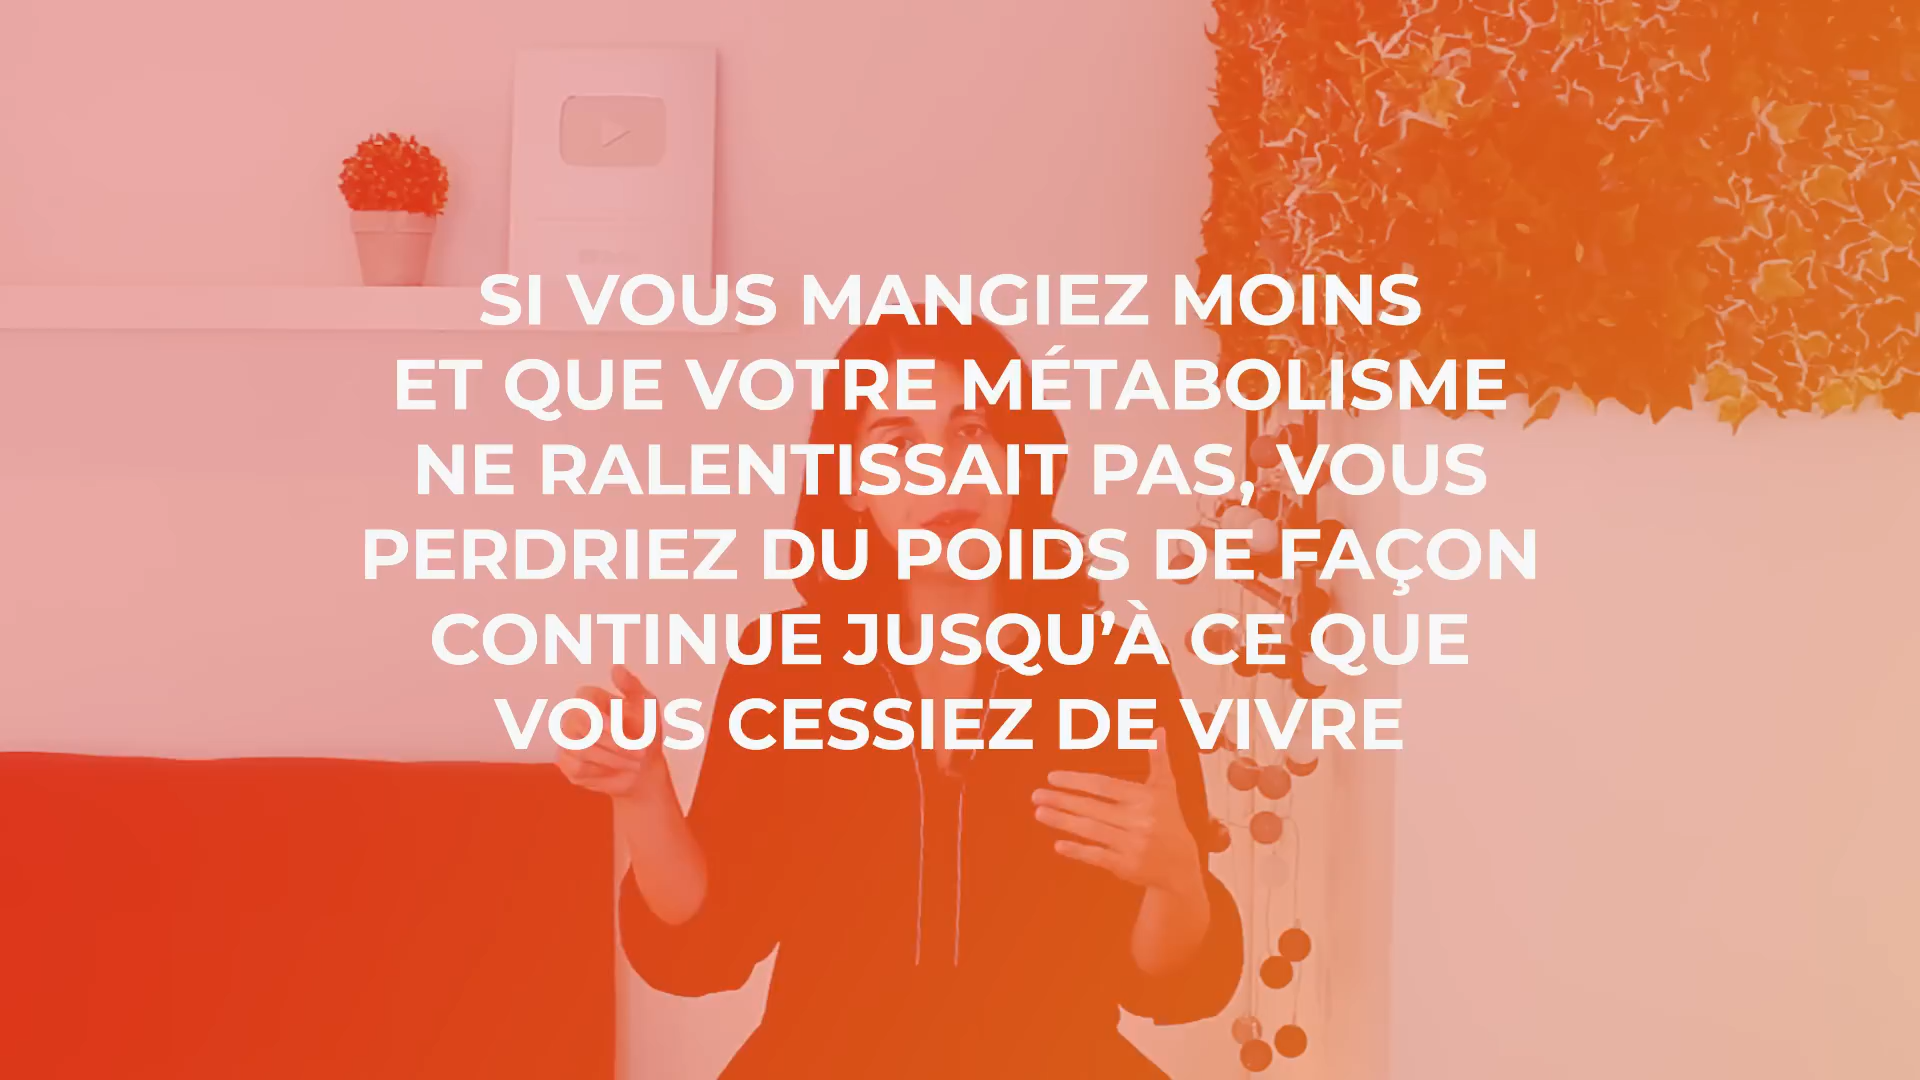 SI VOUS MANGIEZ MOINS
ET QUE VOTRE MÉTABOLISME
NE RALENTISSAIT PAS, VOUS
PERDRIEZ DU POIDS DE FAÇON
CONTINUE JUSQU’À CE QUE
VOUS CESSIEZ DE VIVRE